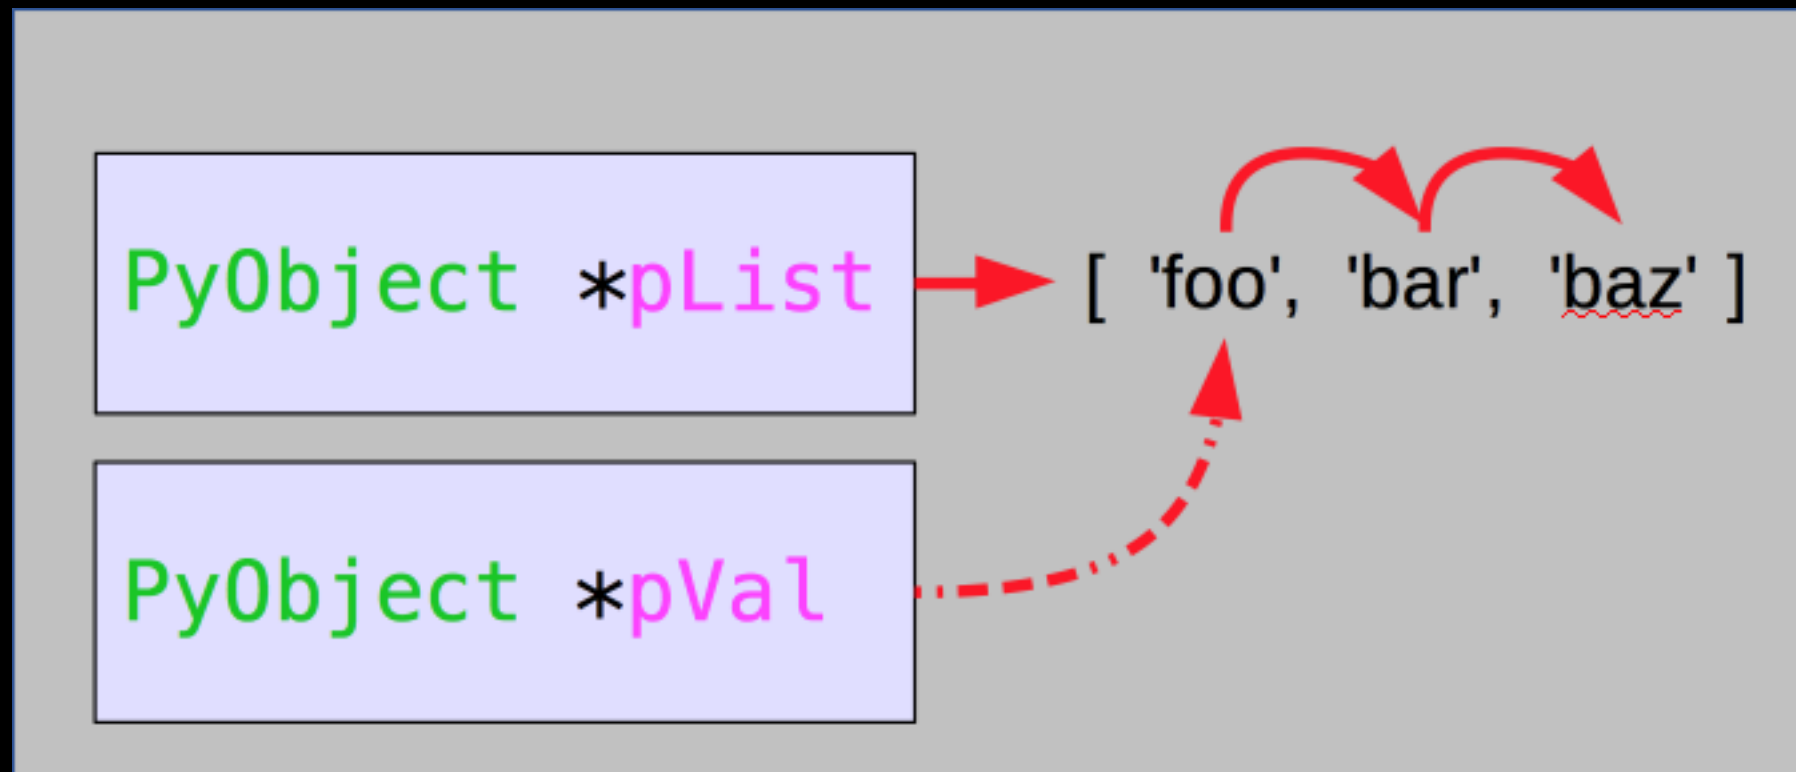 PyObject *pList
[ 'foo', 'bar', 'baz' ]
PyObject *pVal